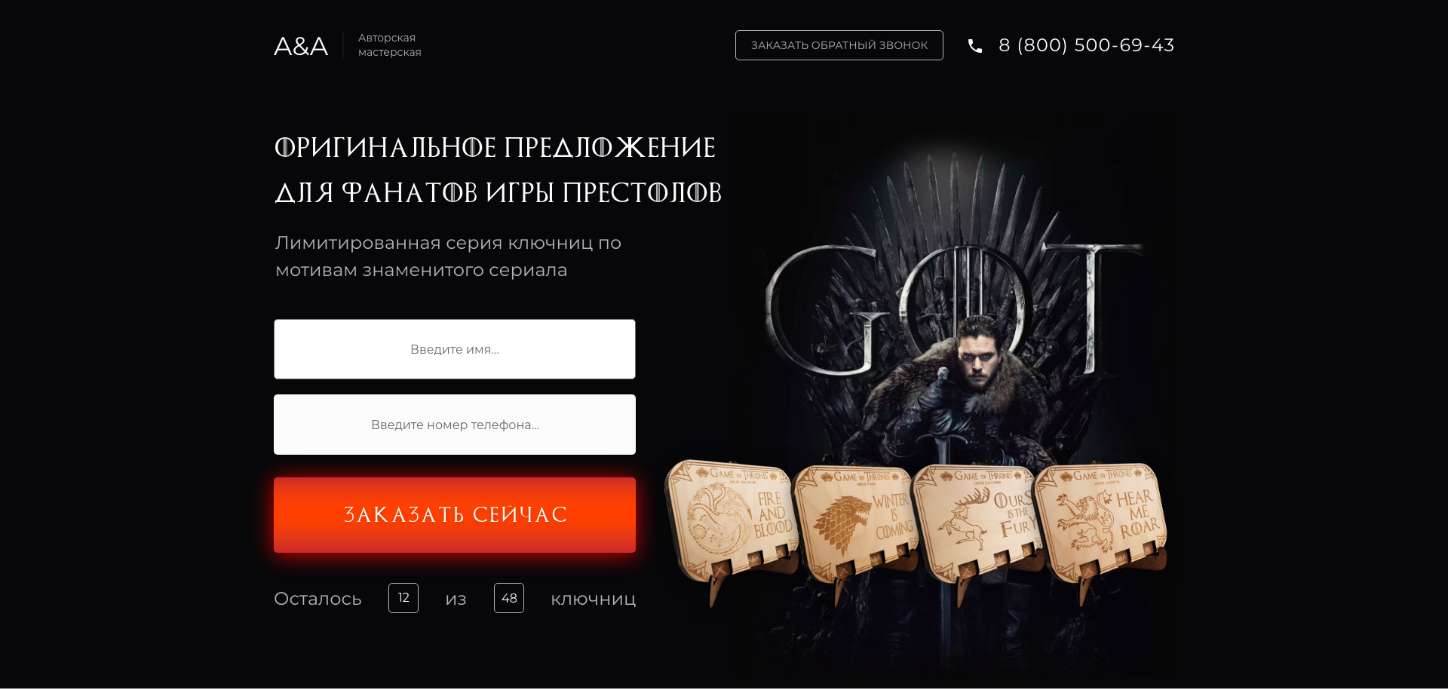 A&A
Авторская
мастерская
ЗАКАЗАТЬ ОБРАТНЫЙ ЗВОНОК
8 (800) 500-69-43
ОРИГИНАЛЬНОЕ ПРЕДЛОЖЕНИЕ
ДЛЯ ФАНАТОВ ИГРЫ ПРЕСТОЛОВ
Лимитированная серия ключниц по
мотивам знаменитого сериала
GOT
Введите имя...
Введите номер телефона...
ЗАКАЗАТЬ СЕЙЧАС
Осталось 12 из 48 ключниц
GAME OF THRONES
FIRE
AND
BLOOD
GAME OF THRONES
WINTER
IS
COMING
GAME OF THRONES
OURS
IS THE
FURY
GAME OF THRONES
HEAR
ME
ROAR